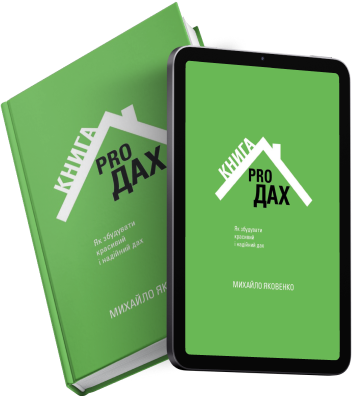 КНИГА
PRO
ДАХ
Як збудувати
красивий
і надійний дах
МИХАЙЛО ЯКОВ
КНИГА
PRO
ДАХ
Як збудувати
красивий
і надійний дах
МИХАЙЛО ЯКОВЕНКО